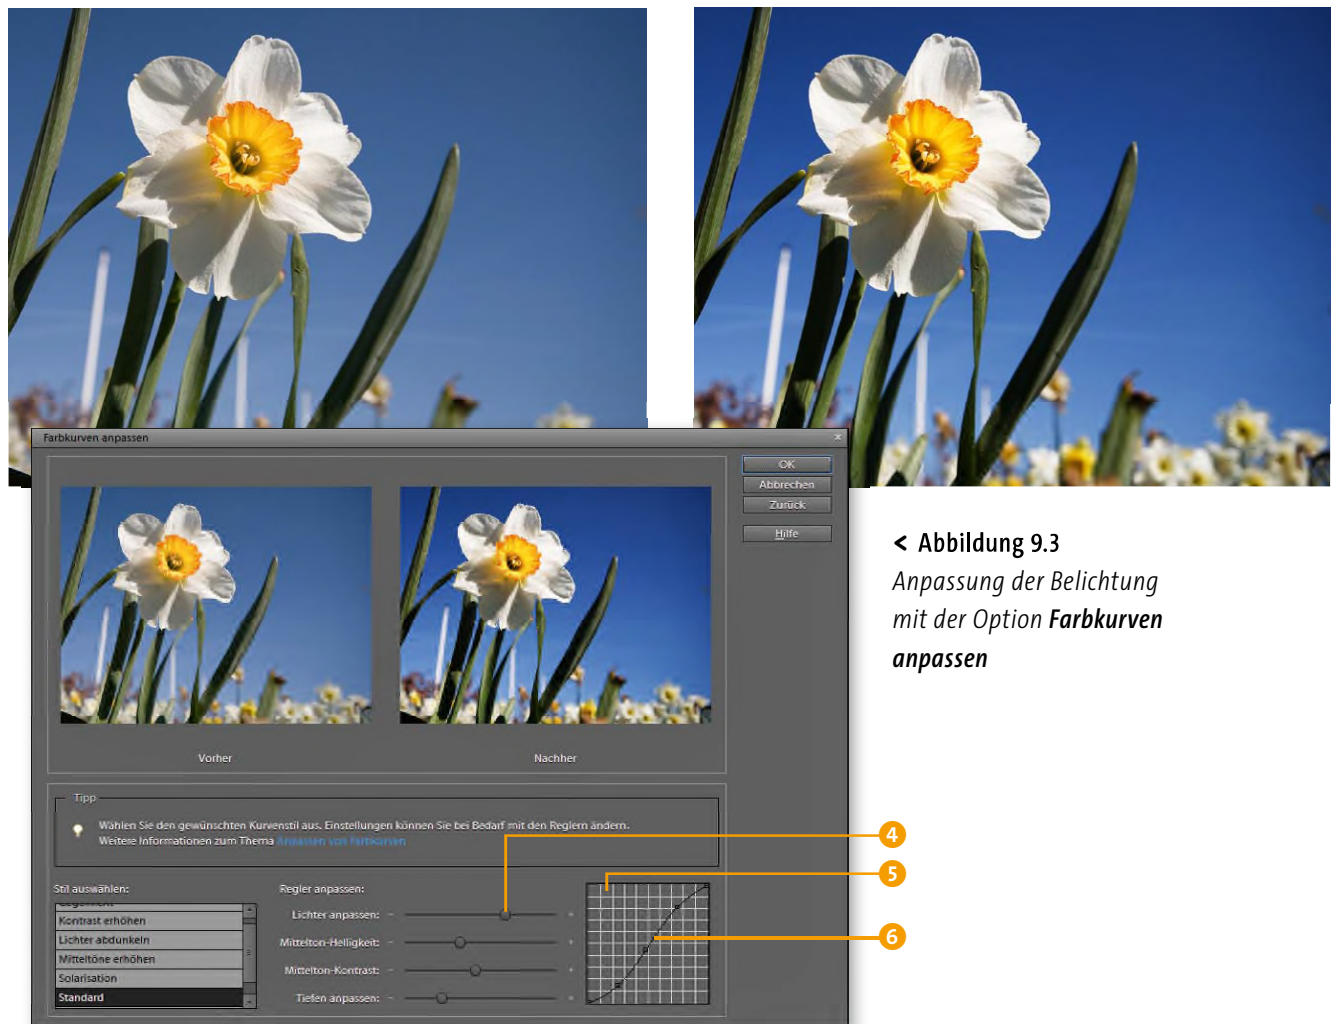 Farbkurven anpassen
OK
Abbrechen
Zurück
Hilfe
Vorher
Nachher
< Abbildung 9.3
Anpassung der Belichtung
mit der Option Farbkurven
anpassen
Tipp
Wählen Sie den gewünschten Kurvenstil aus. Einstellungen können Sie bei Bedarf mit den Reglern ändern.
Weitere Informationen zum Thema Anpassen von Farbkurven
Stil auswählen:
Kontrast erhöhen
Lichter abdunkeln
Mitteltöne erhöhen
Solarisation
Standard
Regler anpassen:
Lichter anpassen: - +
Mittelton-Helligkeit: - +
Mittelton-Kontrast: - +
Tiefen anpassen: - +
4
5
6